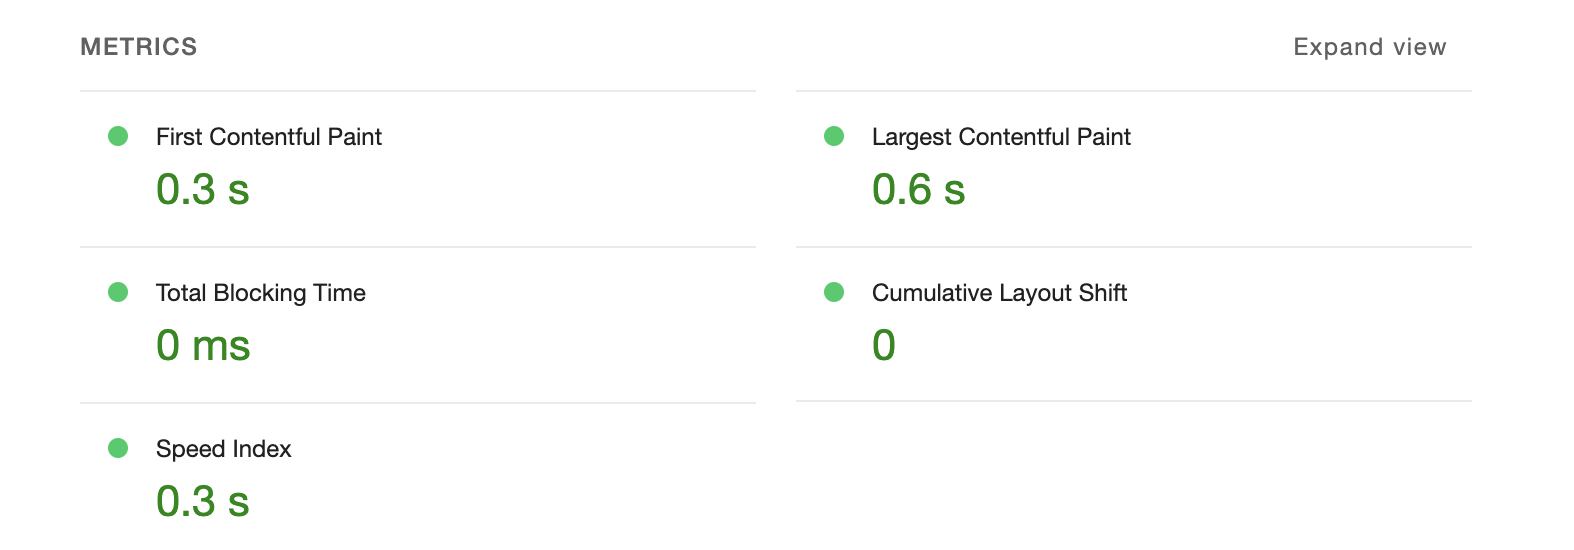 METRICS
Expand view
First Contentful Paint
0.3 s
Largest Contentful Paint
0.6 s
Total Blocking Time
0 ms
Cumulative Layout Shift
0
Speed Index
0.3 s